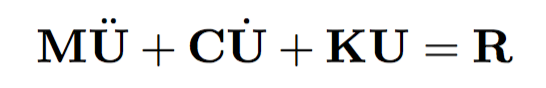 MÜ + CU̇ + KU = R